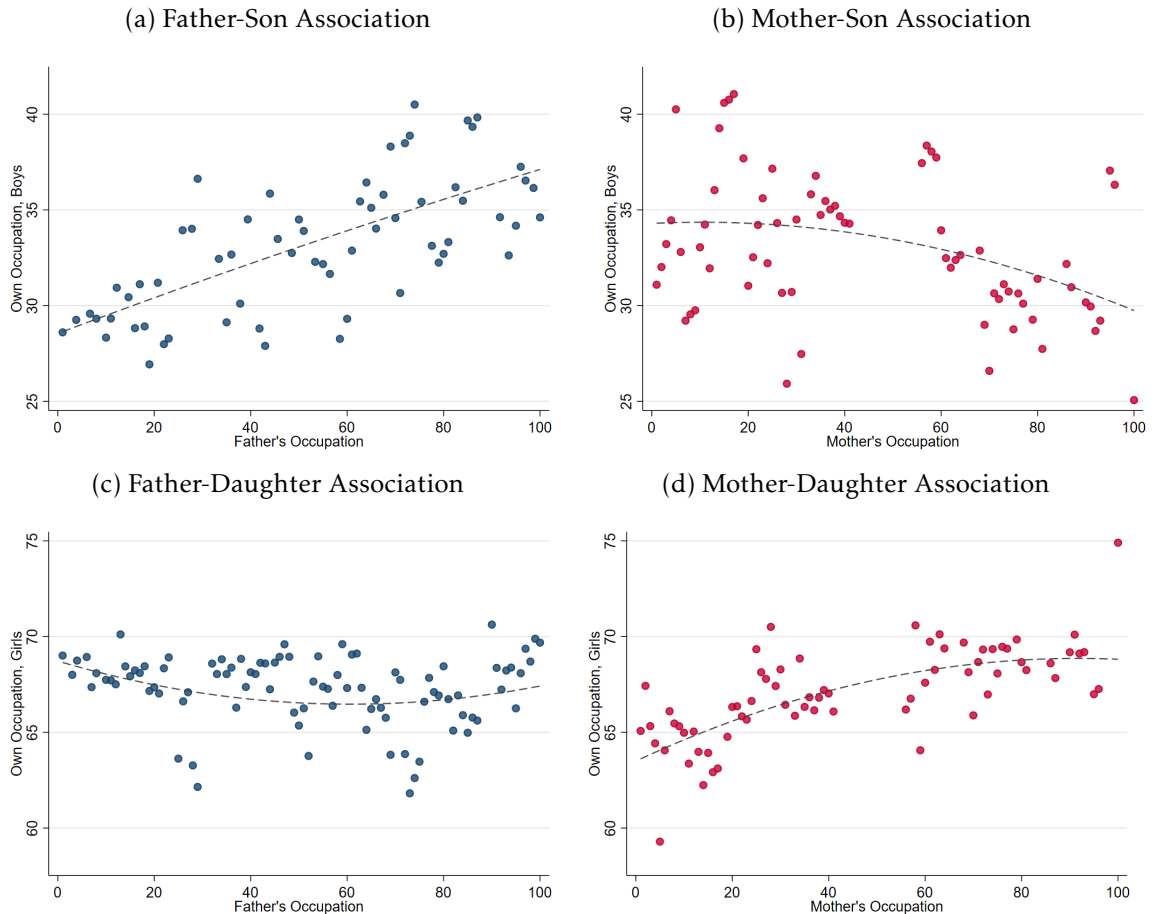 (a) Father-Son Association
Own Occupation, Boys
40
35
30
25
0 20 40 60 80 100
Father's Occupation
(b) Mother-Son Association
Own Occupation, Boys
40
35
30
25
0 20 40 60 80 100
Mother's Occupation
(c) Father-Daughter Association
Own Occupation, Girls
75
70
65
60
0 20 40 60 80 100
Father's Occupation
(d) Mother-Daughter Association
Own Occupation, Girls
75
70
65
60
0 20 40 60 80 100
Mother's Occupation